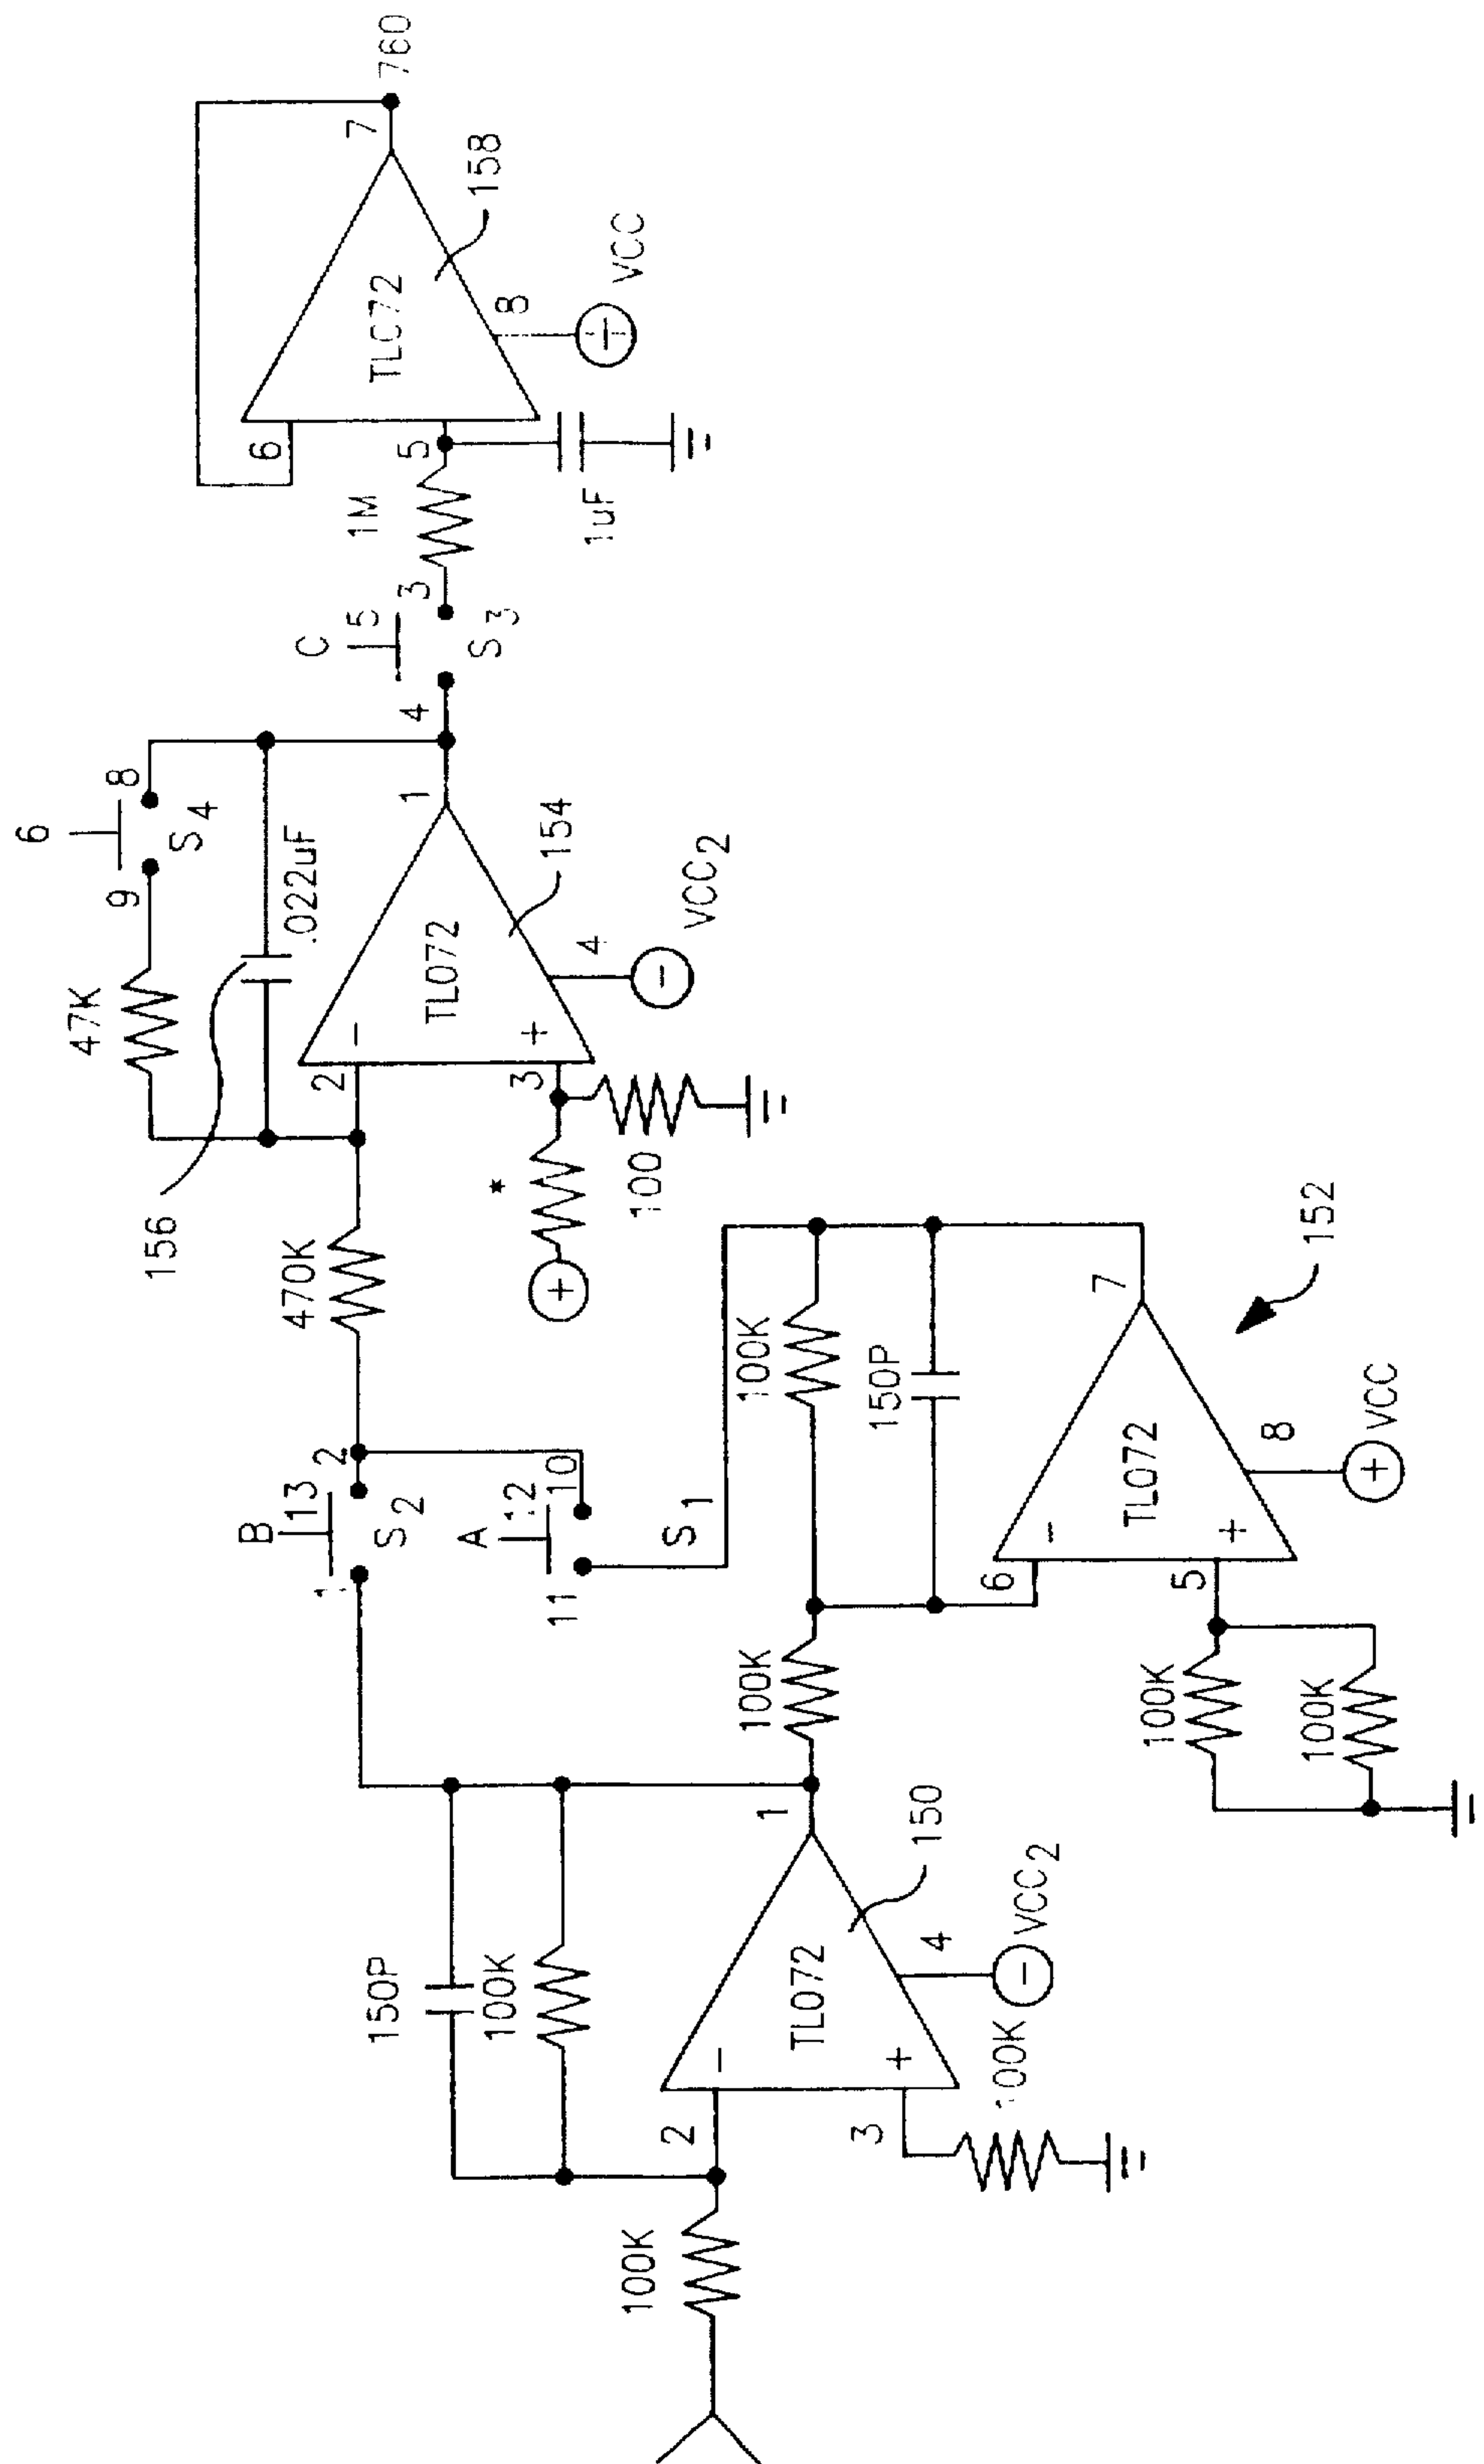 100K
150P
100K
2
3
TL072
-
+
150
1
4
-
VCC2
100K
100K
100K
150P
6
5
TL072
-
+
7
152
8
+
VCC
100K
100K
B
13
1
2
S2
A
12
11
10
S1
470K
156
47K
9
6
8
S4
.022uF
2
3
TL072
-
+
1
154
4
-
VCC2
*
+
100
C
5
4
3
S3
1M
1uF
6
5
TLC72
7
760
158
8
+
VCC